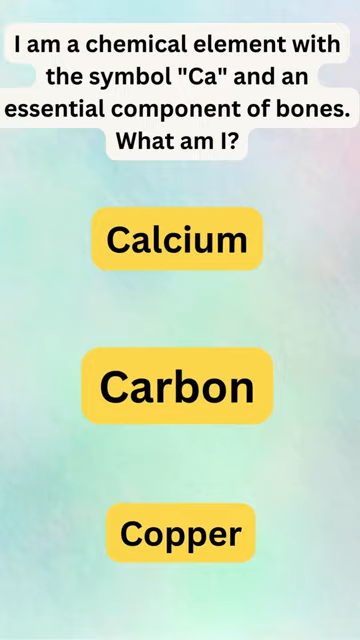 I am a chemical element with
the symbol "Ca" and an
essential component of bones.
What am I?
Calcium
Carbon
Copper